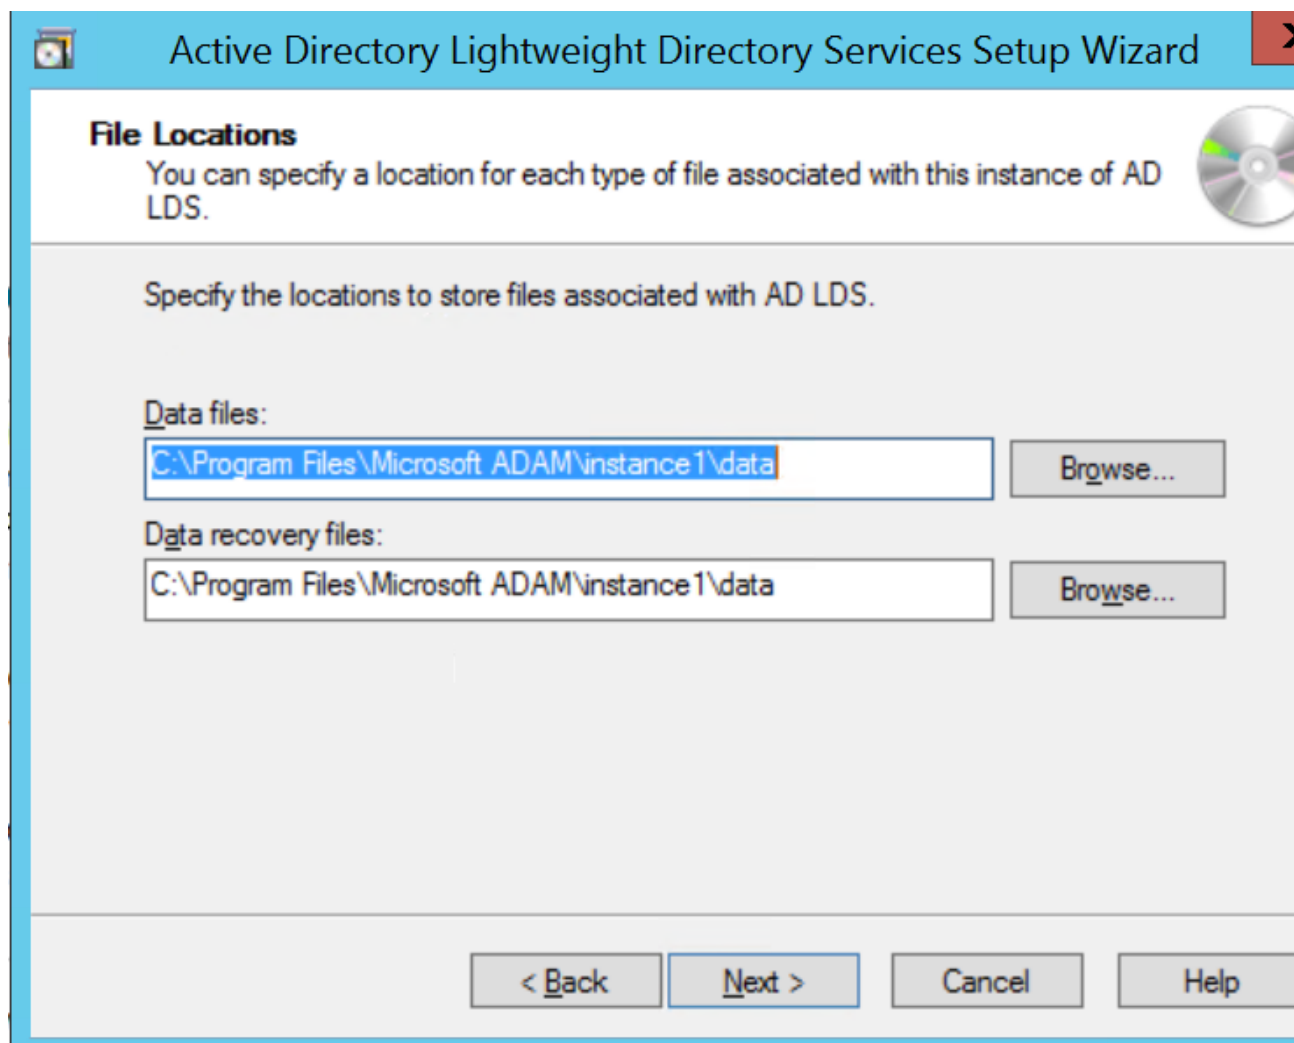 Active Directory Lightweight Directory Services Setup Wizard
File Locations
You can specify a location for each type of file associated with this instance of AD
LDS.
Specify the locations to store files associated with AD LDS.
Data files:
C:\Program Files\Microsoft ADAM\instance1\data
Browse...
Data recovery files:
C:\Program Files\Microsoft ADAM\instance1\data
Browse...
< Back
Next >
Cancel
Help